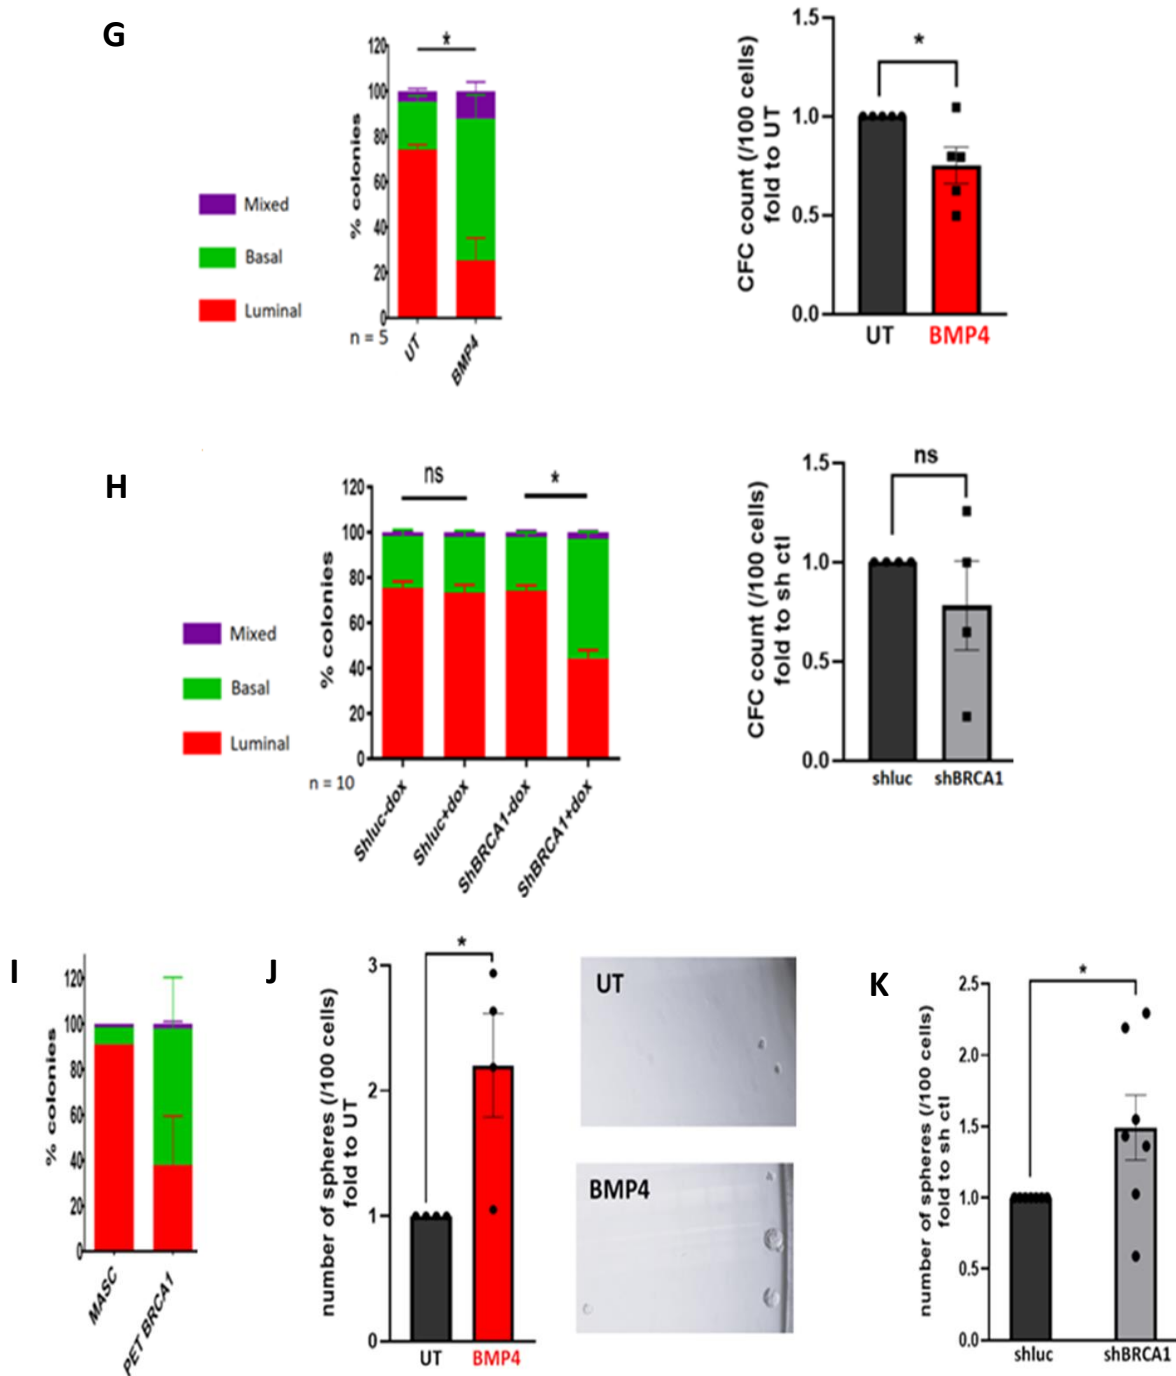 G
120
100
80
60
40
20
0
% colonies
*
Mixed
Basal
Luminal
n = 5
UT
BMP4
1.5
1.0
0.5
0.0
CFC count (/100 cells)
fold to UT
*
UT
BMP4
H
120
100
80
60
40
20
0
% colonies
ns
*
Mixed
Basal
Luminal
n = 10
Shluc-dox
Shluc+dox
ShBRCA1-dox
ShBRCA1+dox
1.5
1.0
0.5
0.0
CFC count (/100 cells)
fold to sh ctl
ns
shluc
shBRCA1
I
120
100
80
60
40
20
0
% colonies
MASC
PET BRCA1
J
3
2
1
0
number of spheres (/100 cells)
fold to UT
*
UT
BMP4
UT
BMP4
K
2.5
2.0
1.5
1.0
0.5
0.0
number of spheres (/100 cells)
fold to sh ctl
*
shluc
shBRCA1